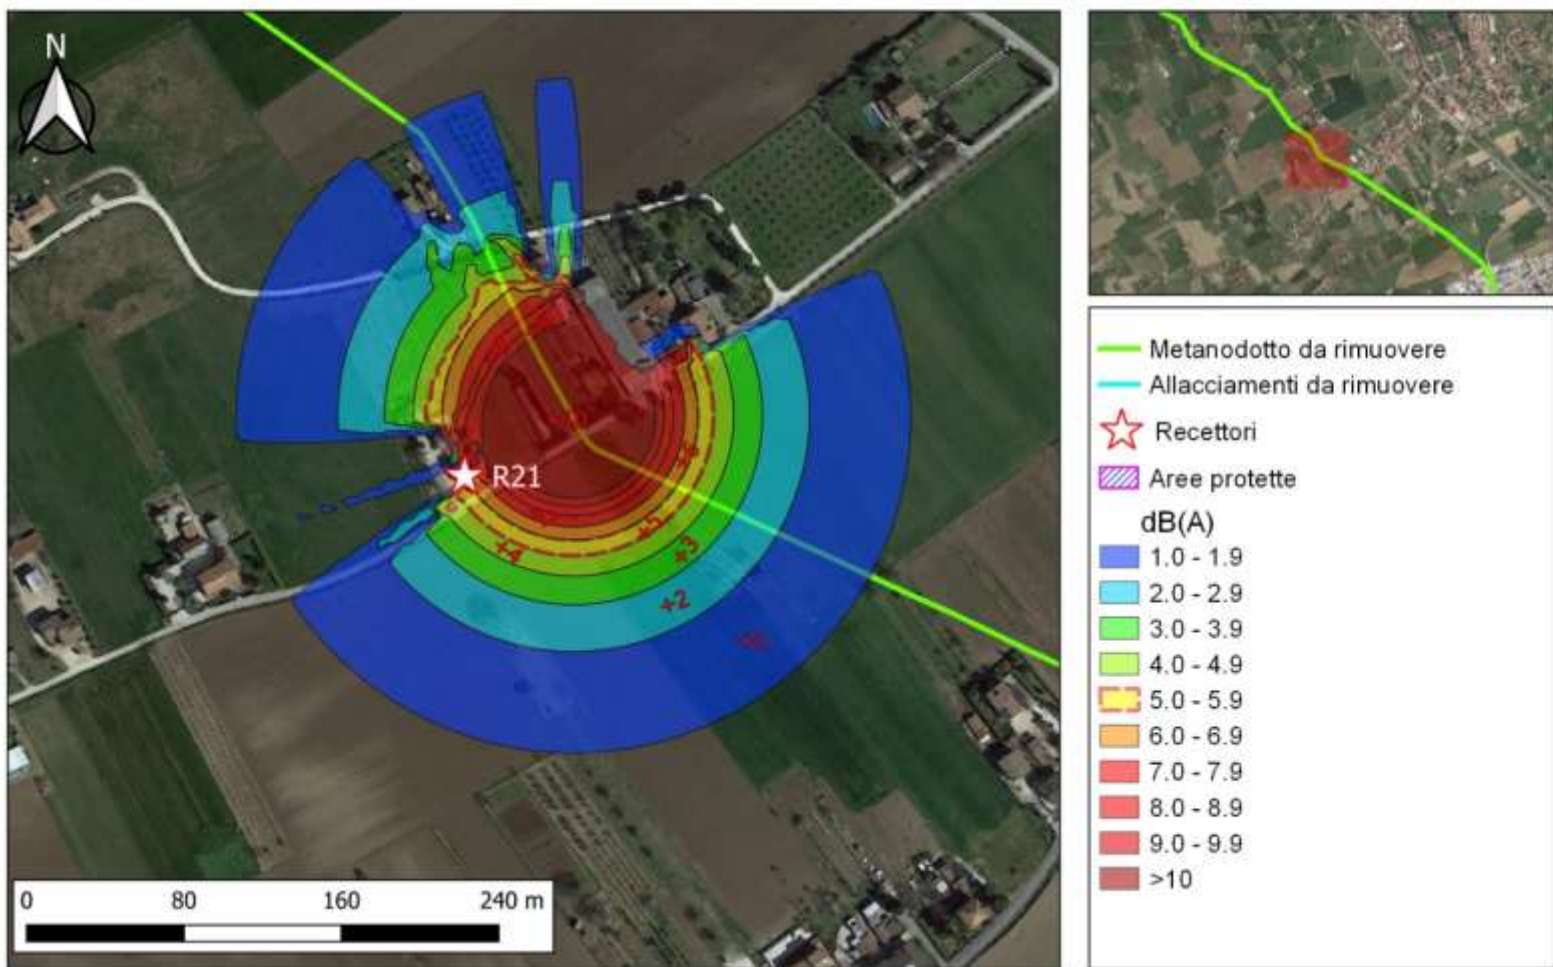 N
R21
+6
+5
+4
+3
+2
0 80 160 240 m
Metanodotto da rimuovere
Allacciamenti da rimuovere
Recettori
Aree protette
dB(A)
1.0 - 1.9
2.0 - 2.9
3.0 - 3.9
4.0 - 4.9
5.0 - 5.9
6.0 - 6.9
7.0 - 7.9
8.0 - 8.9
9.0 - 9.9
>10